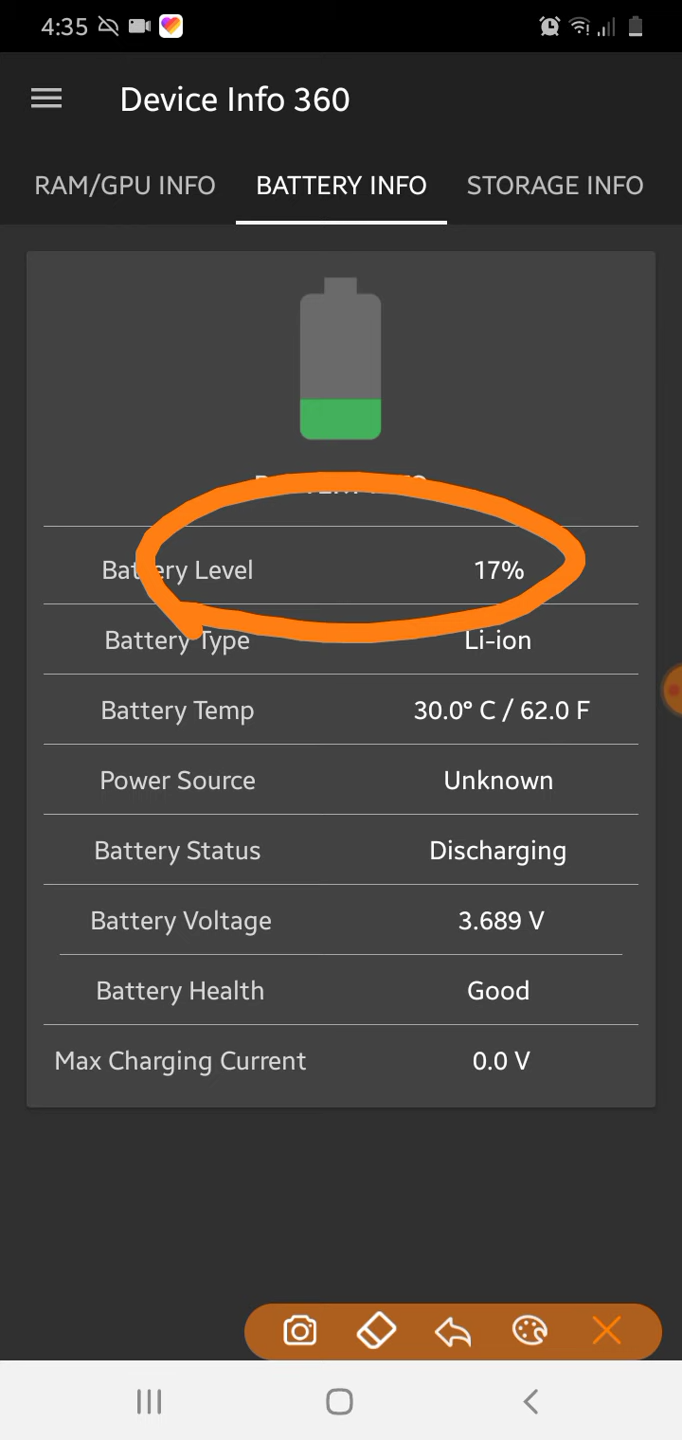 4:35
Device Info 360
RAM/GPU INFO BATTERY INFO STORAGE INFO
Battery Level 17%
Battery Type Li-ion
Battery Temp 30.0° C / 62.0 F
Power Source Unknown
Battery Status Discharging
Battery Voltage 3.689 V
Battery Health Good
Max Charging Current 0.0 V